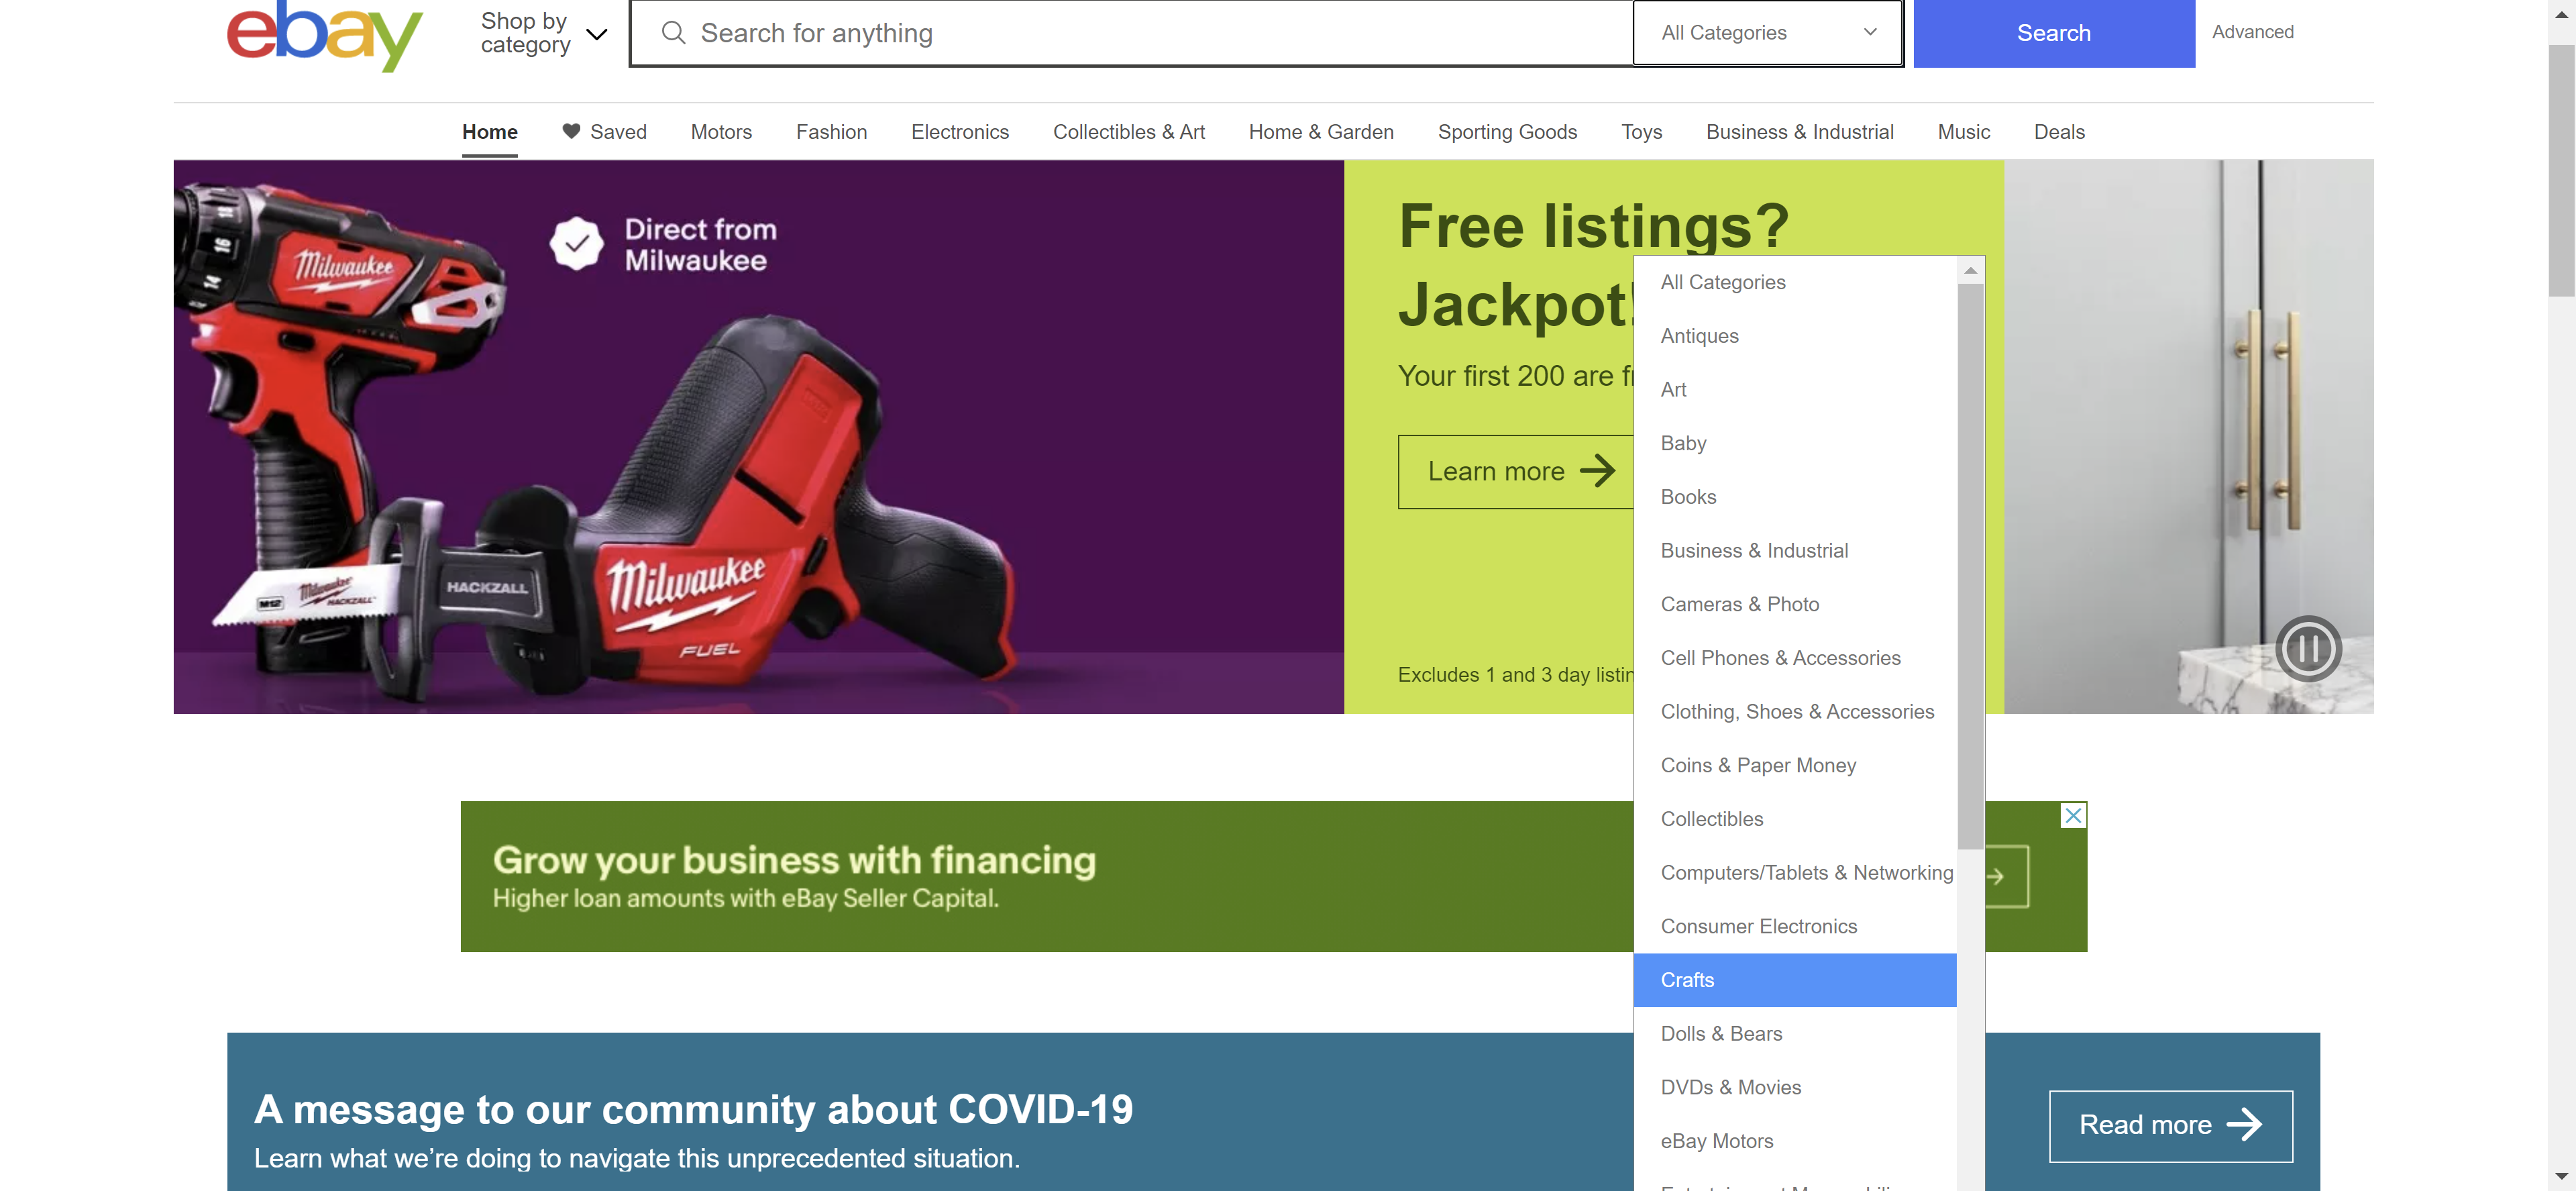 ebay
Shop by
category
Search for anything
All Categories
Search
Advanced
Home
Saved
Motors
Fashion
Electronics
Collectibles & Art
Home & Garden
Sporting Goods
Toys
Business & Industrial
Music
Deals
Direct from
Milwaukee
Milwaukee
16
14
Milwaukee
FUEL
HACKZALL
M12
Milwaukee
HACKZALL
Free listings?
Jackpot!
Your first 200 are
Learn more
Excludes 1 and 3 day
All Categories
Antiques
Art
Baby
Books
Business & Industrial
Cameras & Photo
Cell Phones & Accessories
Clothing, Shoes & Accessories
Coins & Paper Money
Collectibles
Computers/Tablets & Networking
Consumer Electronics
Crafts
Dolls & Bears
DVDs & Movies
eBay Motors
Grow your business with financing
Higher loan amounts with eBay Seller Capital.
A message to our community about COVID-19
Learn what we're doing to navigate this unprecedented situation.
Read more